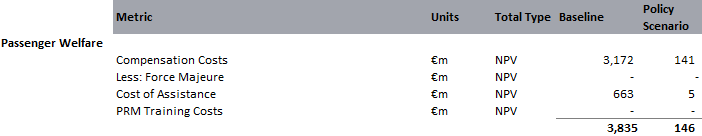 Metric Units Total Type Baseline Policy Scenario
Passenger Welfare
Compensation Costs €m NPV 3,172 141
Less: Force Majeure €m NPV - -
Cost of Assistance €m NPV 663 5
PRM Training Costs €m NPV - -
3,835 146